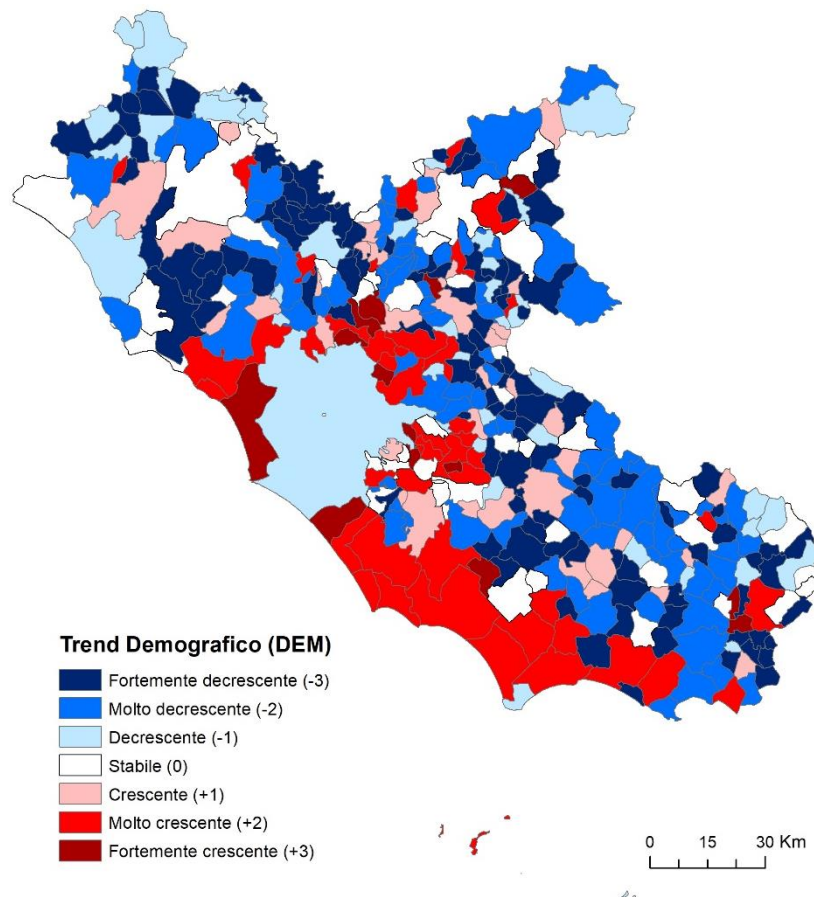 Trend Demografico (DEM)
Fortemente decrescente (-3)
Molto decrescente (-2)
Decrescente (-1)
Stabile (0)
Crescente (+1)
Molto crescente (+2)
Fortemente crescente (+3)
0 15 30 Km